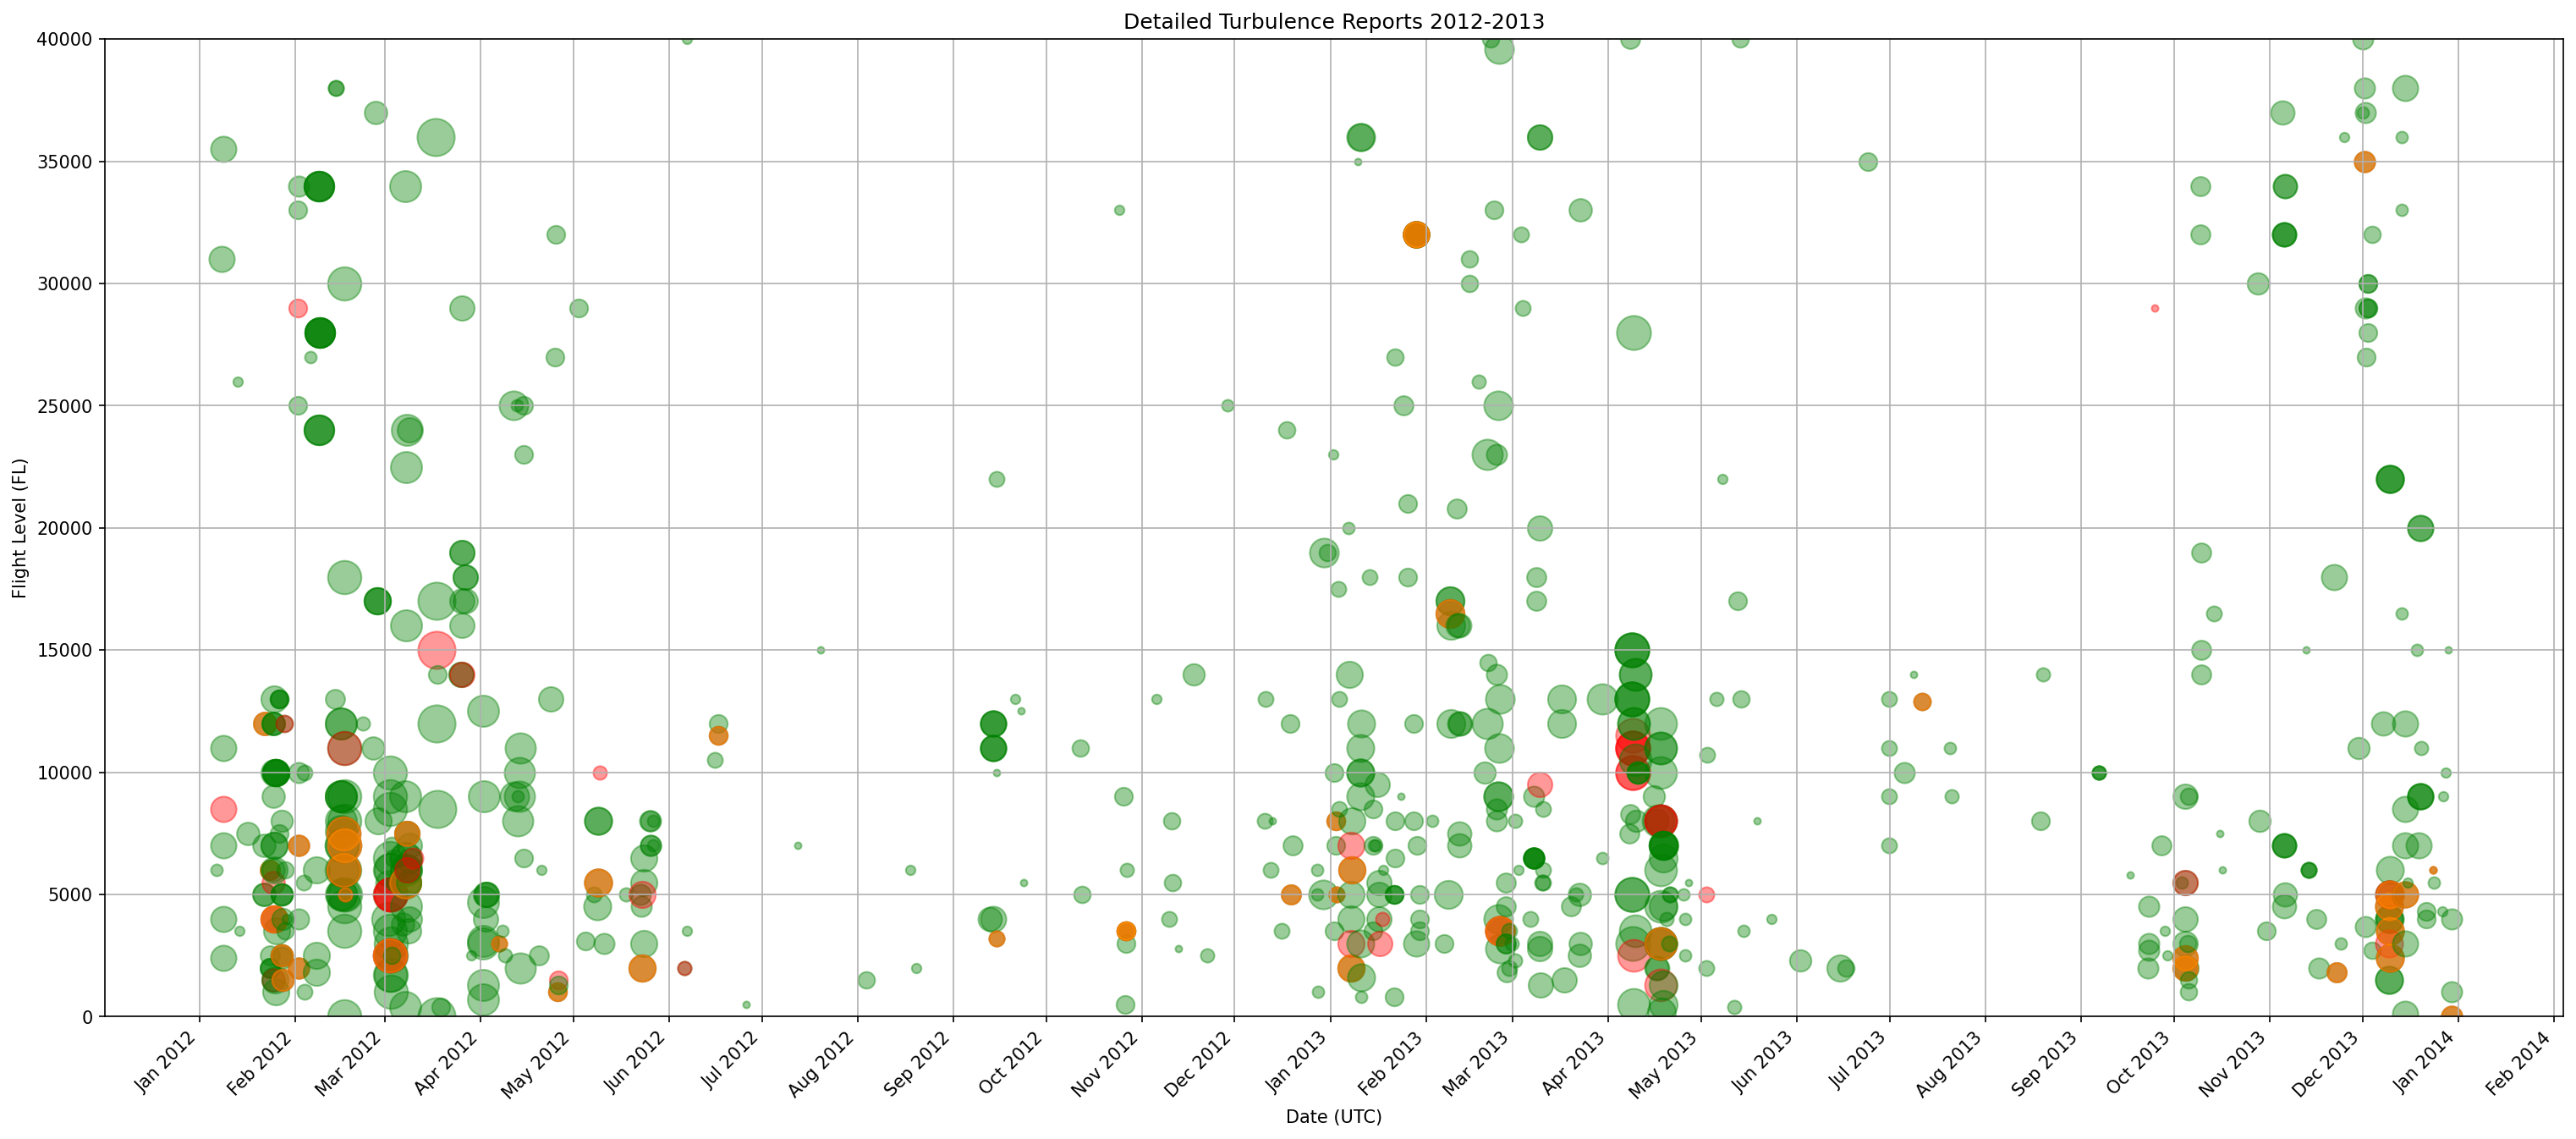 Detailed Turbulence Reports 2012-2013
Flight Level (FL)
40000
35000
30000
25000
20000
15000
10000
5000
0
Jan 2012
Feb 2012
Mar 2012
Apr 2012
May 2012
Jun 2012
Jul 2012
Aug 2012
Sep 2012
Oct 2012
Nov 2012
Dec 2012
Jan 2013
Feb 2013
Mar 2013
Apr 2013
May 2013
Jun 2013
Jul 2013
Aug 2013
Sep 2013
Oct 2013
Nov 2013
Dec 2013
Jan 2014
Feb 2014
Date (UTC)